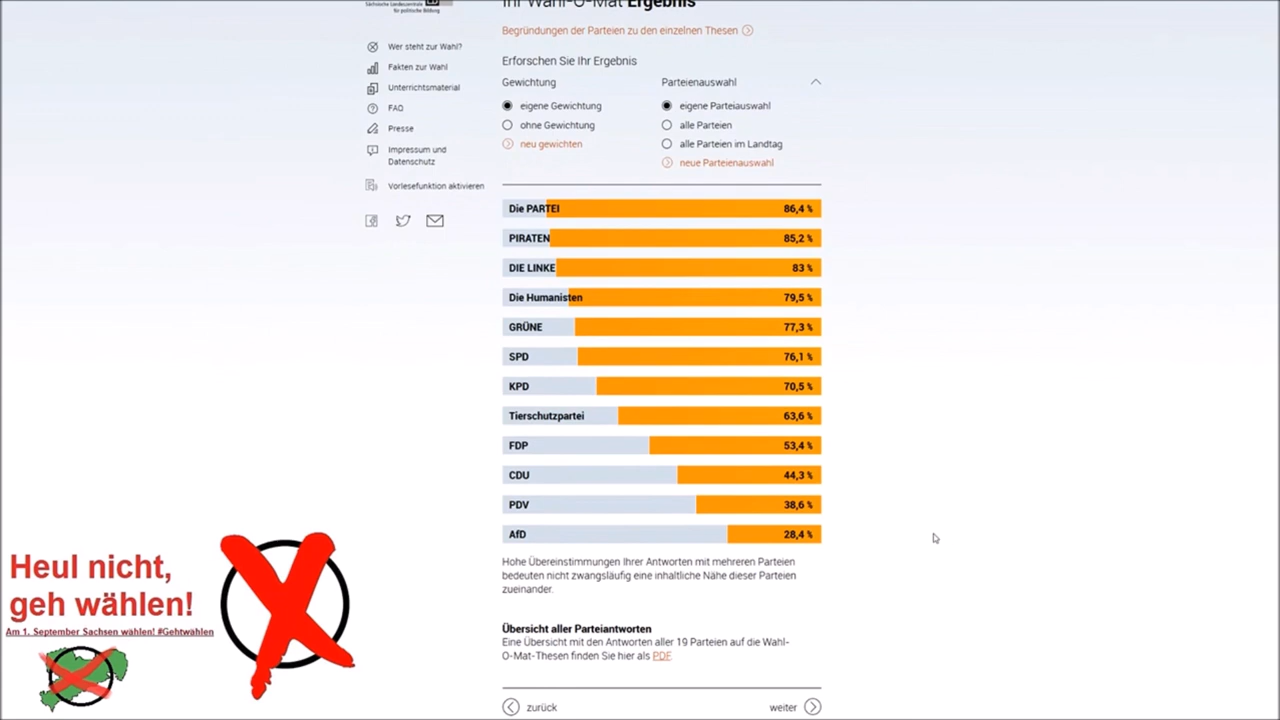 Sächsische Landeszentrale
für politische Bildung
Ihr Wahl-O-Mat Ergebnis
Begründungen der Parteien zu den einzelnen Thesen
Wer steht zur Wahl?
Fakten zur Wahl
Unterrichtsmaterial
FAQ
Presse
Impressum und
Datenschutz
Vorlesefunktion aktivieren
Erforschen Sie Ihr Ergebnis
Gewichtung
eigene Gewichtung
ohne Gewichtung
neu gewichten
Parteienauswahl
eigene Parteiauswahl
alle Parteien
alle Parteien im Landtag
neue Parteienauswahl
Die PARTEI 86,4 %
PIRATEN 85,2 %
DIE LINKE 83 %
Die Humanisten 79,5 %
GRÜNE 77,3 %
SPD 76,1 %
KPD 70,5 %
Tierschutzpartei 63,6 %
FDP 53,4 %
CDU 44,3 %
PDV 38,6 %
AfD 28,4 %
Hohe Übereinstimmungen Ihrer Antworten mit mehreren Parteien
bedeuten nicht zwangsläufig eine inhaltliche Nähe dieser Parteien
zueinander.
Übersicht aller Parteiantworten
Eine Übersicht mit den Antworten aller 19 Parteien auf die Wahl-
O-Mat-Thesen finden Sie hier als PDF.
zurück
weiter
Heul nicht,
geh wählen!
Am 1. September Sachsen wählen! #Gehtwählen